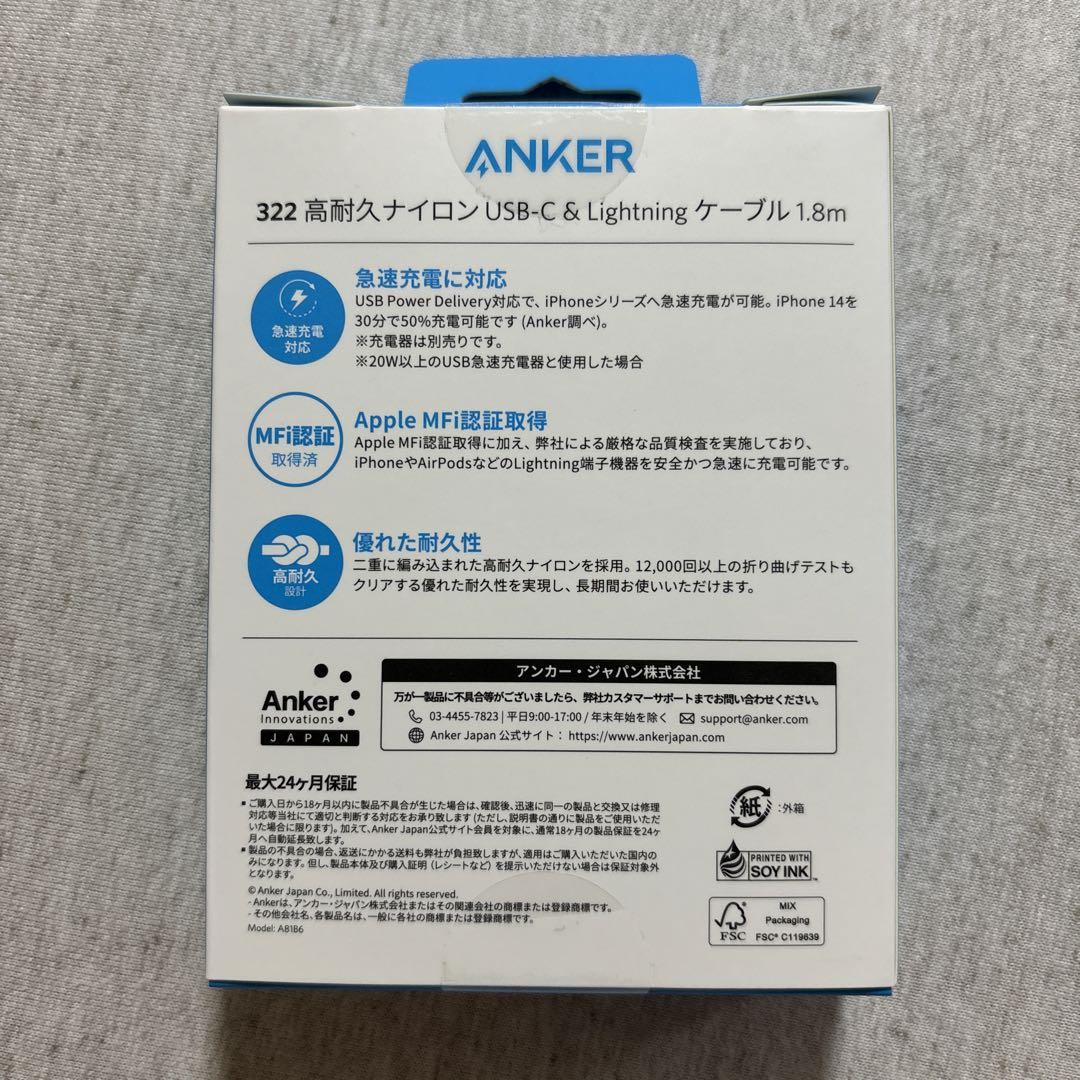 ANKER
322 高耐久ナイロン USB-C & Lightning ケーブル 1.8m
急速充電
対応
急速充電に対応
USB Power Delivery対応で、iPhoneシリーズへ急速充電が可能。iPhone 14を
30分で50%充電可能です (Anker調べ)。
※充電器は別売りです。
※20W以上のUSB急速充電器と使用した場合
MFi認証
取得済
Apple MFi認証取得
Apple MFi認証取得に加え、弊社による厳格な品質検査を実施しており、
iPhoneやAirPodsなどのLightning端子機器を安全かつ急速に充電可能です。
高耐久
設計
優れた耐久性
二重に編み込まれた高耐久ナイロンを採用。12,000回以上の折り曲げテストも
クリアする優れた耐久性を実現し、長期間お使いいただけます。
Anker
Innovations
JAPAN
アンカー・ジャパン株式会社
万が一製品に不具合等がございましたら、弊社カスタマーサポートまでお問い合わせください。
03-4455-7823 | 平日9:00-17:00 / 年末年始を除く support@anker.com
Anker Japan 公式サイト： https://www.ankerjapan.com
最大24ヶ月保証
▪ご購入日から18ヶ月以内に製品不具合が生じた場合は、確認後、迅速に同一の製品と交換又は修理
対応等当社にて適切と判断する対応をお承り致します (ただし、説明書の通りに製品をご使用いただ
いた場合に限ります)。加えて、Anker Japan公式サイト会員を対象に、通常18ヶ月の製品保証を24ヶ
月へ自動延長致します。
▪製品の不具合の場合、返送にかかる送料も弊社が負担致しますが、適用はご購入いただいた国内の
みになります。但し、製品本体及び購入証明 (レシートなど) を提示いただけない場合は保証対象外
となります。
© Anker Japan Co., Limited. All rights reserved.
- Ankerは、アンカー・ジャパン株式会社またはその関連会社の商標または登録商標です。
- その他会社名、各製品名は、一般に各社の商標または登録商標です。
Model: A81B6
紙 :外箱
PRINTED WITH
SOY INK™
FSC
MIX
Packaging
FSC® C119639